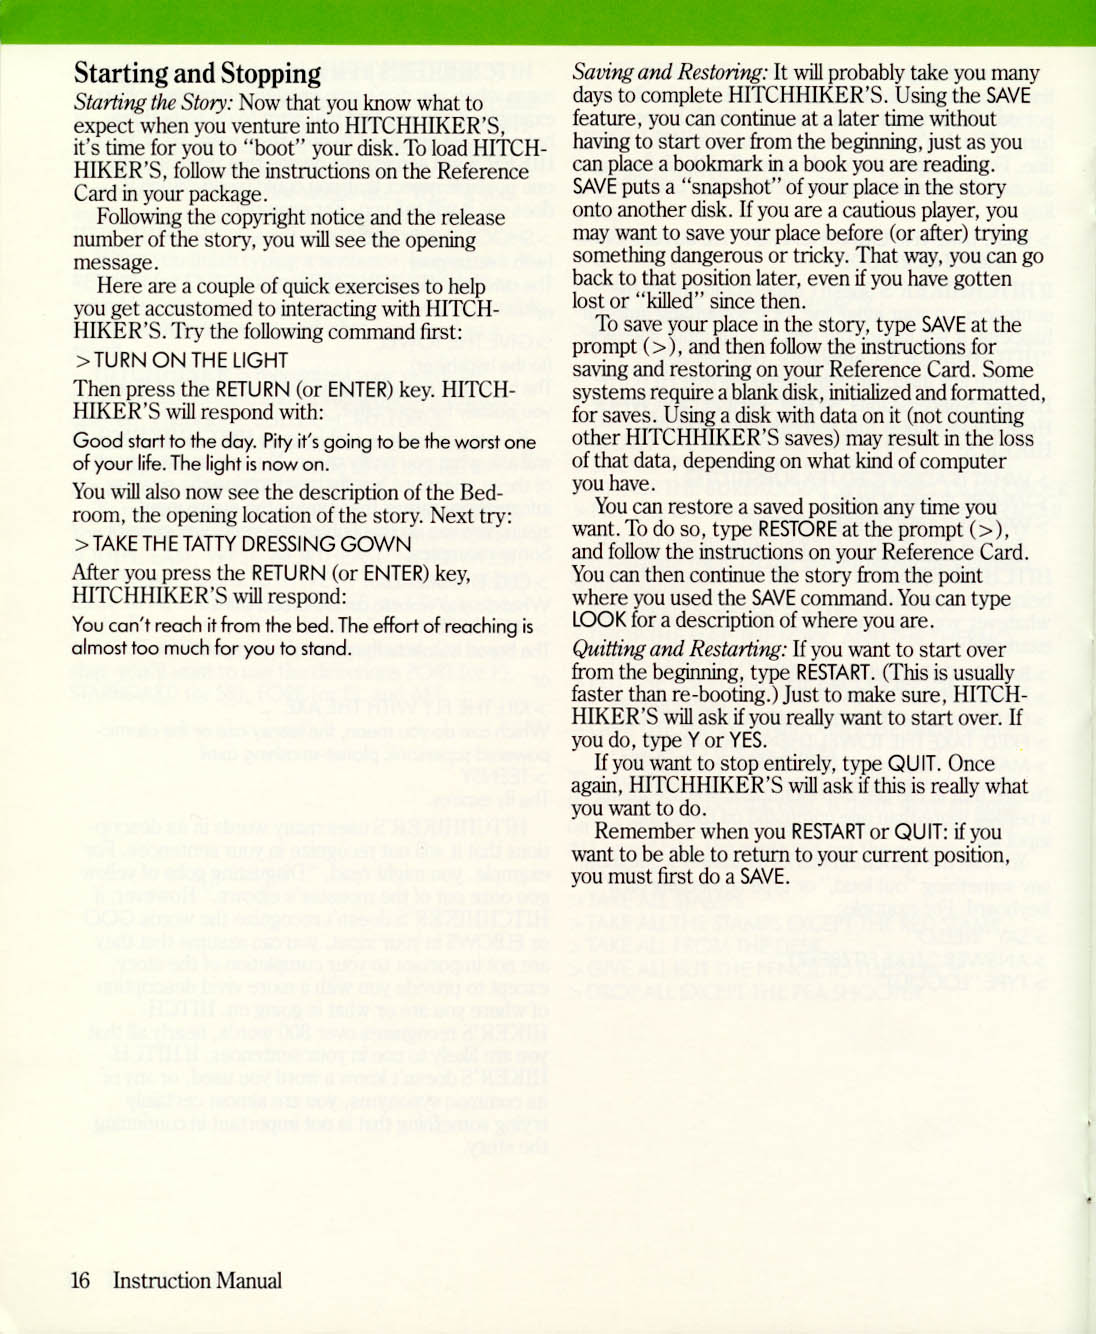 Starting and Stopping
Starting the Story: Now that you know what to
expect when you venture into HITCHHIKER'S,
it's time for you to "boot" your disk. To load HITCH-
HIKER'S, follow the instructions on the Reference
Card in your package.
Following the copyright notice and the release
number of the story, you will see the opening
message.
Here are a couple of quick exercises to help
you get accustomed to interacting with HITCH-
HIKER'S. Try the following command first:
>TURN ON THE LIGHT
Then press the RETURN (or ENTER) key. HITCH-
HIKER'S will respond with:
Good start to the day. Pity it's going to be the worst one
of your life. The light is now on.
You will also now see the description of the Bed-
room, the opening location of the story. Next try:
>TAKE THE TATTY DRESSING GOWN
After you press the RETURN (or ENTER) key,
HITCHHIKER'S will respond:
You can't reach it from the bed. The effort of reaching is
almost too much for you to stand.
Saving and Restoring: It will probably take you many
days to complete HITCHHIKER'S. Using the SAVE
feature, you can continue at a later time without
having to start over from the beginning, just as you
can place a bookmark in a book you are reading.
SAVE puts a "snapshot" of your place in the story
onto another disk. If you are a cautious player, you
may want to save your place before (or after) trying
something dangerous or tricky. That way, you can go
back to that position later, even if you have gotten
lost or "killed" since then.
To save your place in the story, type SAVE at the
prompt (>), and then follow the instructions for
saving and restoring on your Reference Card. Some
systems require a blank disk, initialized and formatted,
for saves. Using a disk with data on it (not counting
other HITCHHIKER'S saves) may result in the loss
of that data, depending on what kind of computer
you have.
You can restore a saved position any time you
want. To do so, type RESTORE at the prompt (>),
and follow the instructions on your Reference Card.
You can then continue the story from the point
where you used the SAVE command. You can type
LOOK for a description of where you are.
Quitting and Restarting: If you want to start over
from the beginning, type RESTART. (This is usually
faster than re-booting.) Just to make sure, HITCH-
HIKER'S will ask if you really want to start over. If
you do, type Y or YES.
If you want to stop entirely, type QUIT. Once
again, HITCHHIKER'S will ask if this is really what
you want to do.
Remember when you RESTART or QUIT: if you
want to be able to return to your current position,
you must first do a SAVE.
16 Instruction Manual